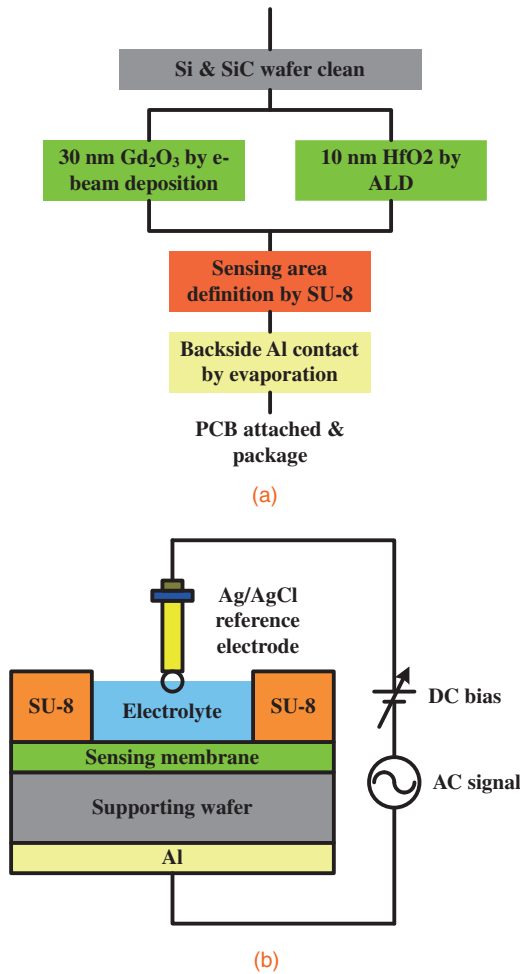 Si & SiC wafer clean
30 nm Gd₂O₃ by e-
beam deposition
10 nm HfO2 by
ALD
Sensing area
definition by SU-8
Backside Al contact
by evaporation
PCB attached &
package
(a)
Ag/AgCl
reference
electrode
SU-8
Electrolyte
SU-8
DC bias
Sensing membrane
AC signal
Supporting wafer
Al
(b)